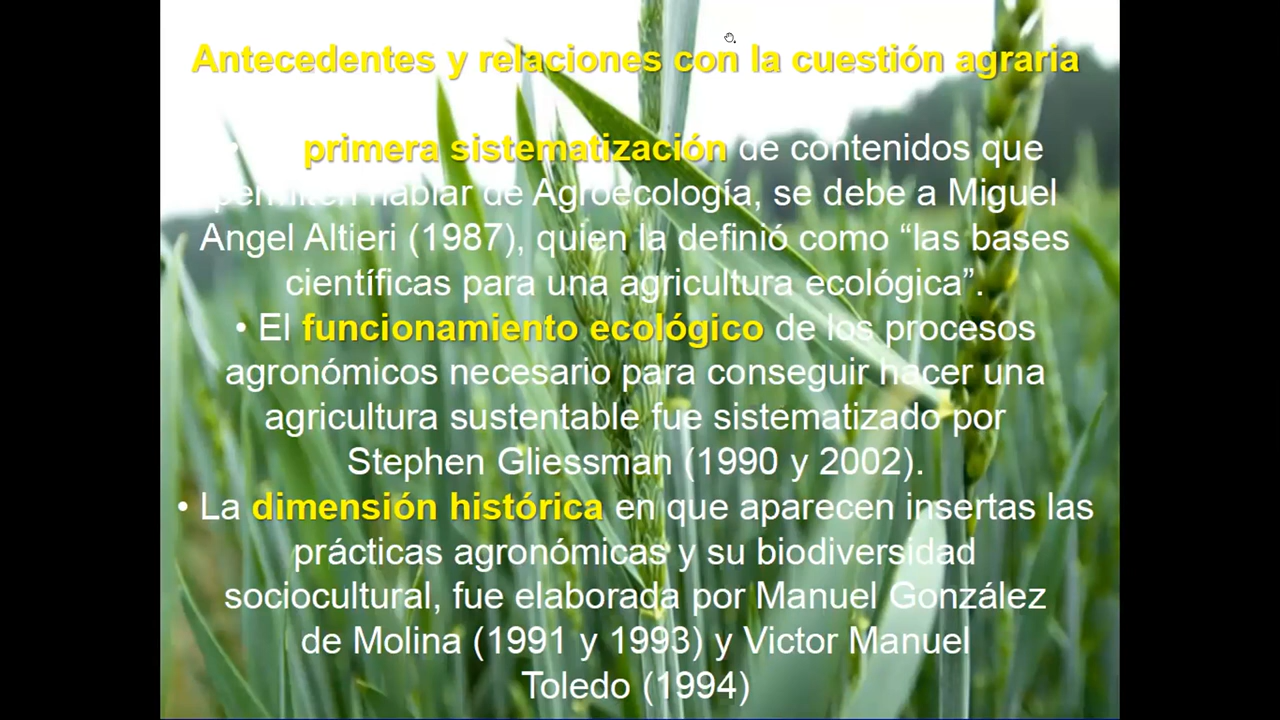 Antecedentes y relaciones con la cuestión agraria
• primera sistematización de contenidos que
permiten hablar de Agroecología, se debe a Miguel
Angel Altieri (1987), quien la definió como “las bases
científicas para una agricultura ecológica”.
• El funcionamiento ecológico de los procesos
agronómicos necesario para conseguir hacer una
agricultura sustentable fue sistematizado por
Stephen Gliessman (1990 y 2002).
• La dimensión histórica en que aparecen insertas las
prácticas agronómicas y su biodiversidad
sociocultural, fue elaborada por Manuel González
de Molina (1991 y 1993) y Victor Manuel
Toledo (1994)